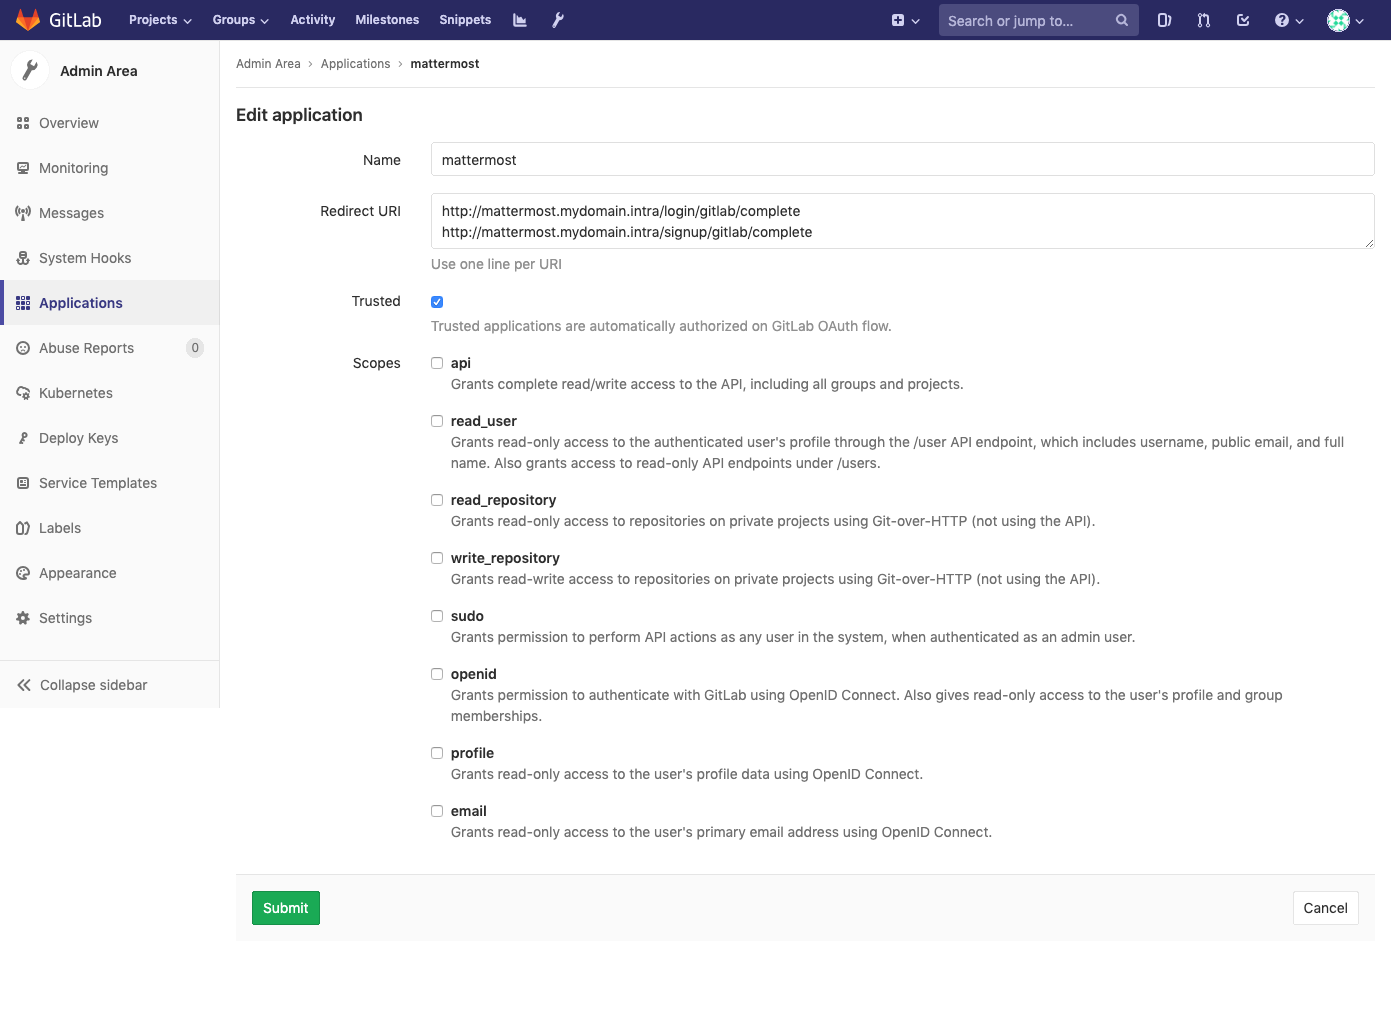 GitLab Projects Groups Activity Milestones Snippets Search or jump to...
Admin Area
Overview
Monitoring
Messages
System Hooks
Applications
Abuse Reports 0
Kubernetes
Deploy Keys
Service Templates
Labels
Appearance
Settings
Collapse sidebar
Admin Area › Applications › mattermost
Edit application
Name mattermost
Redirect URI http://mattermost.mydomain.intra/login/gitlab/complete
http://mattermost.mydomain.intra/signup/gitlab/complete
Use one line per URI
Trusted
Trusted applications are automatically authorized on GitLab OAuth flow.
Scopes api
Grants complete read/write access to the API, including all groups and projects.
read_user
Grants read-only access to the authenticated user's profile through the /user API endpoint, which includes username, public email, and full
name. Also grants access to read-only API endpoints under /users.
read_repository
Grants read-only access to repositories on private projects using Git-over-HTTP (not using the API).
write_repository
Grants read-write access to repositories on private projects using Git-over-HTTP (not using the API).
sudo
Grants permission to perform API actions as any user in the system, when authenticated as an admin user.
openid
Grants permission to authenticate with GitLab using OpenID Connect. Also gives read-only access to the user's profile and group
memberships.
profile
Grants read-only access to the user's profile data using OpenID Connect.
email
Grants read-only access to the user's primary email address using OpenID Connect.
Submit Cancel